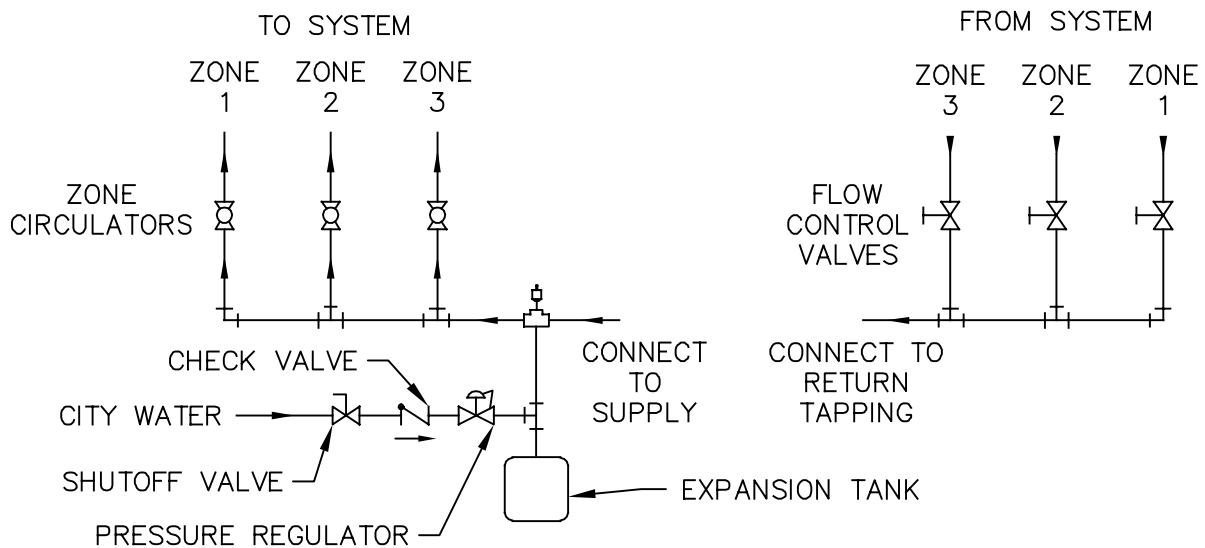 TO SYSTEM
ZONE
1
ZONE
2
ZONE
3
FROM SYSTEM
ZONE
3
ZONE
2
ZONE
1
ZONE
CIRCULATORS
FLOW
CONTROL
VALVES
CHECK VALVE
CONNECT
TO
SUPPLY
CONNECT TO
RETURN
TAPPING
CITY WATER
SHUTOFF VALVE
EXPANSION TANK
PRESSURE REGULATOR